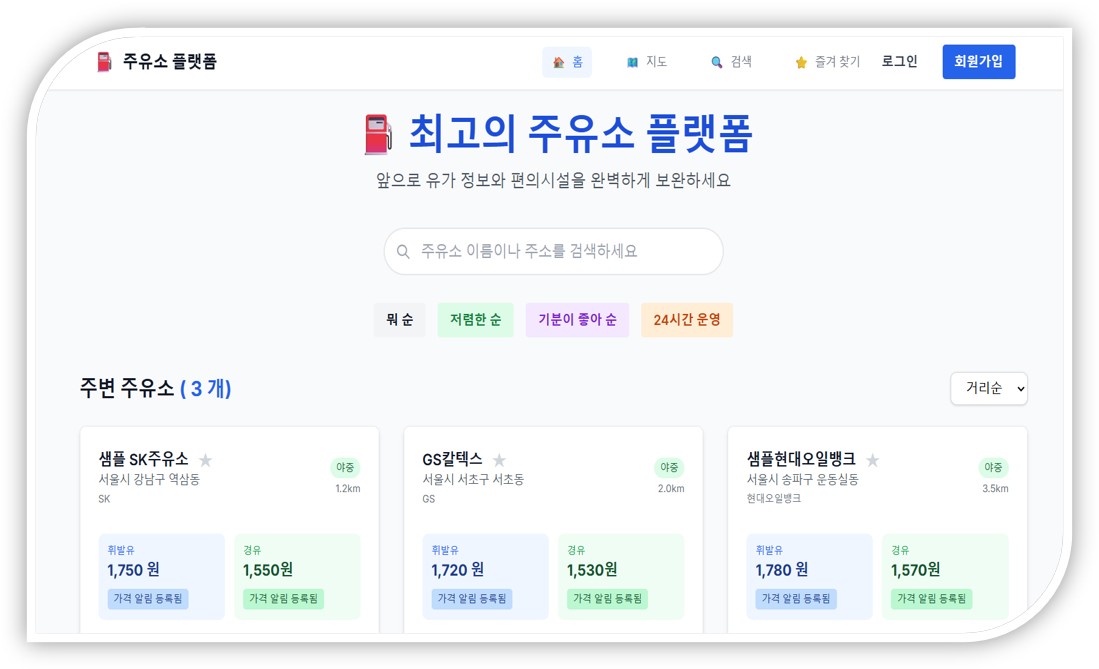 주유소 플랫폼
홈 지도 검색 즐겨 찾기 로그인 회원가입
최고의 주유소 플랫폼
앞으로 유가 정보와 편의시설을 완벽하게 보완하세요
주유소 이름이나 주소를 검색하세요
뭐 순 저렴한 순 기분이 좋아 순 24시간 운영
주변 주유소 ( 3 개)
거리순
샘플 SK주유소
야중
서울시 강남구 역삼동
1.2km
SK
휘발유 경유
1,750 원 1,550원
가격 알림 등록됨 가격 알림 등록됨
GS칼텍스
야중
서울시 서초구 서초동
2.0km
GS
휘발유 경유
1,720 원 1,530원
가격 알림 등록됨 가격 알림 등록됨
샘플현대오일뱅크
야중
서울시 송파구 운동실동
3.5km
현대오일뱅크
휘발유 경유
1,780 원 1,570원
가격 알림 등록됨 가격 알림 등록됨